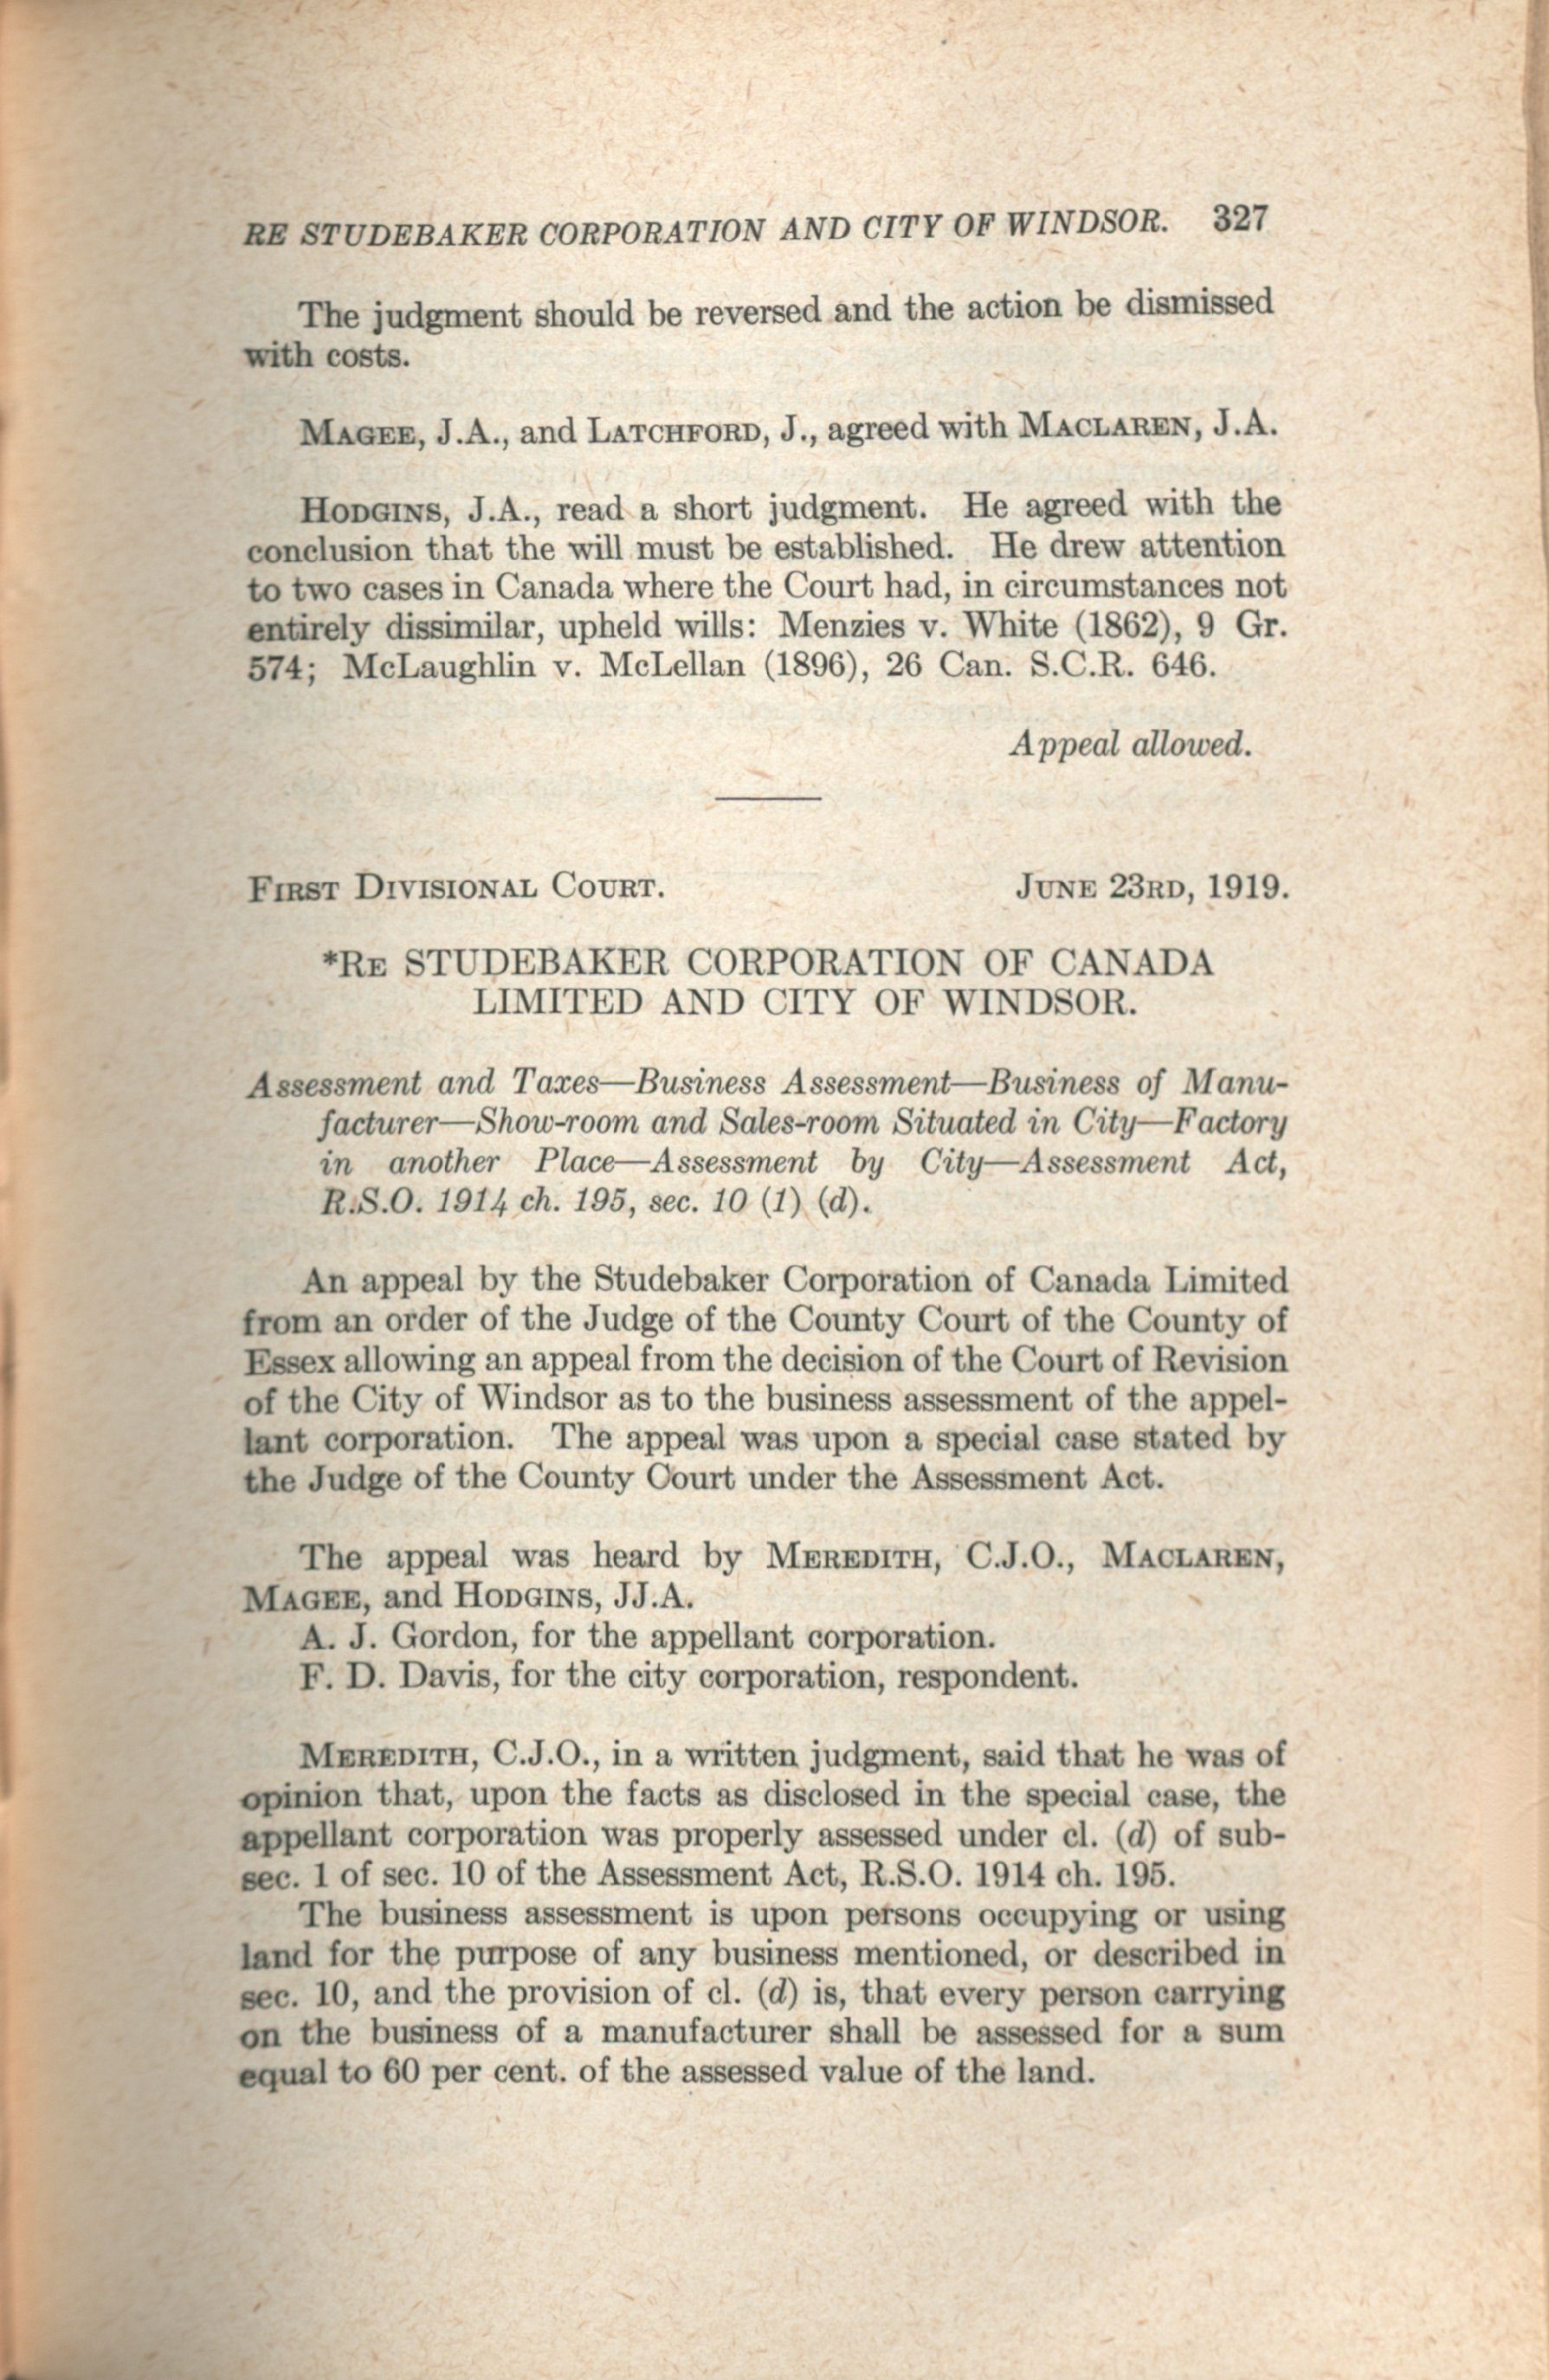 RE STUDEBAKER CORPORATION AND CITY OF WINDSOR. 327
The judgment should be reversed and the action be dismissed
with costs.
MAGEE, J.A., and LATCHFORD, J., agreed with MACLAREN, J.A.
HODGINS, J.A., read a short judgment. He agreed with the
conclusion that the will must be established. He drew attention
to two cases in Canada where the Court had, in circumstances not
entirely dissimilar, upheld wills: Menzies v. White (1862), 9 Gr.
574; McLaughlin v. McLellan (1896), 26 Can. S.C.R. 646.
Appeal allowed.
FIRST DIVISIONAL COURT. JUNE 23RD, 1919.
*RE STUDEBAKER CORPORATION OF CANADA
LIMITED AND CITY OF WINDSOR.
Assessment and Taxes—Business Assessment—Business of Manu-
facturer—Show-room and Sales-room Situated in City—Factory
in another Place—Assessment by City—Assessment Act,
R.S.O. 1914 ch. 195, sec. 10 (1) (d).
An appeal by the Studebaker Corporation of Canada Limited
from an order of the Judge of the County Court of the County of
Essex allowing an appeal from the decision of the Court of Revision
of the City of Windsor as to the business assessment of the appel-
lant corporation. The appeal was upon a special case stated by
the Judge of the County Court under the Assessment Act.
The appeal was heard by MEREDITH, C.J.O., MACLAREN,
MAGEE, and HODGINS, JJ.A.
A. J. Gordon, for the appellant corporation.
F. D. Davis, for the city corporation, respondent.
MEREDITH, C.J.O., in a written judgment, said that he was of
opinion that, upon the facts as disclosed in the special case, the
appellant corporation was properly assessed under cl. (d) of sub-
sec. 1 of sec. 10 of the Assessment Act, R.S.O. 1914 ch. 195.
The business assessment is upon persons occupying or using
land for the purpose of any business mentioned, or described in
sec. 10, and the provision of cl. (d) is, that every person carrying
on the business of a manufacturer shall be assessed for a sum
equal to 60 per cent. of the assessed value of the land.